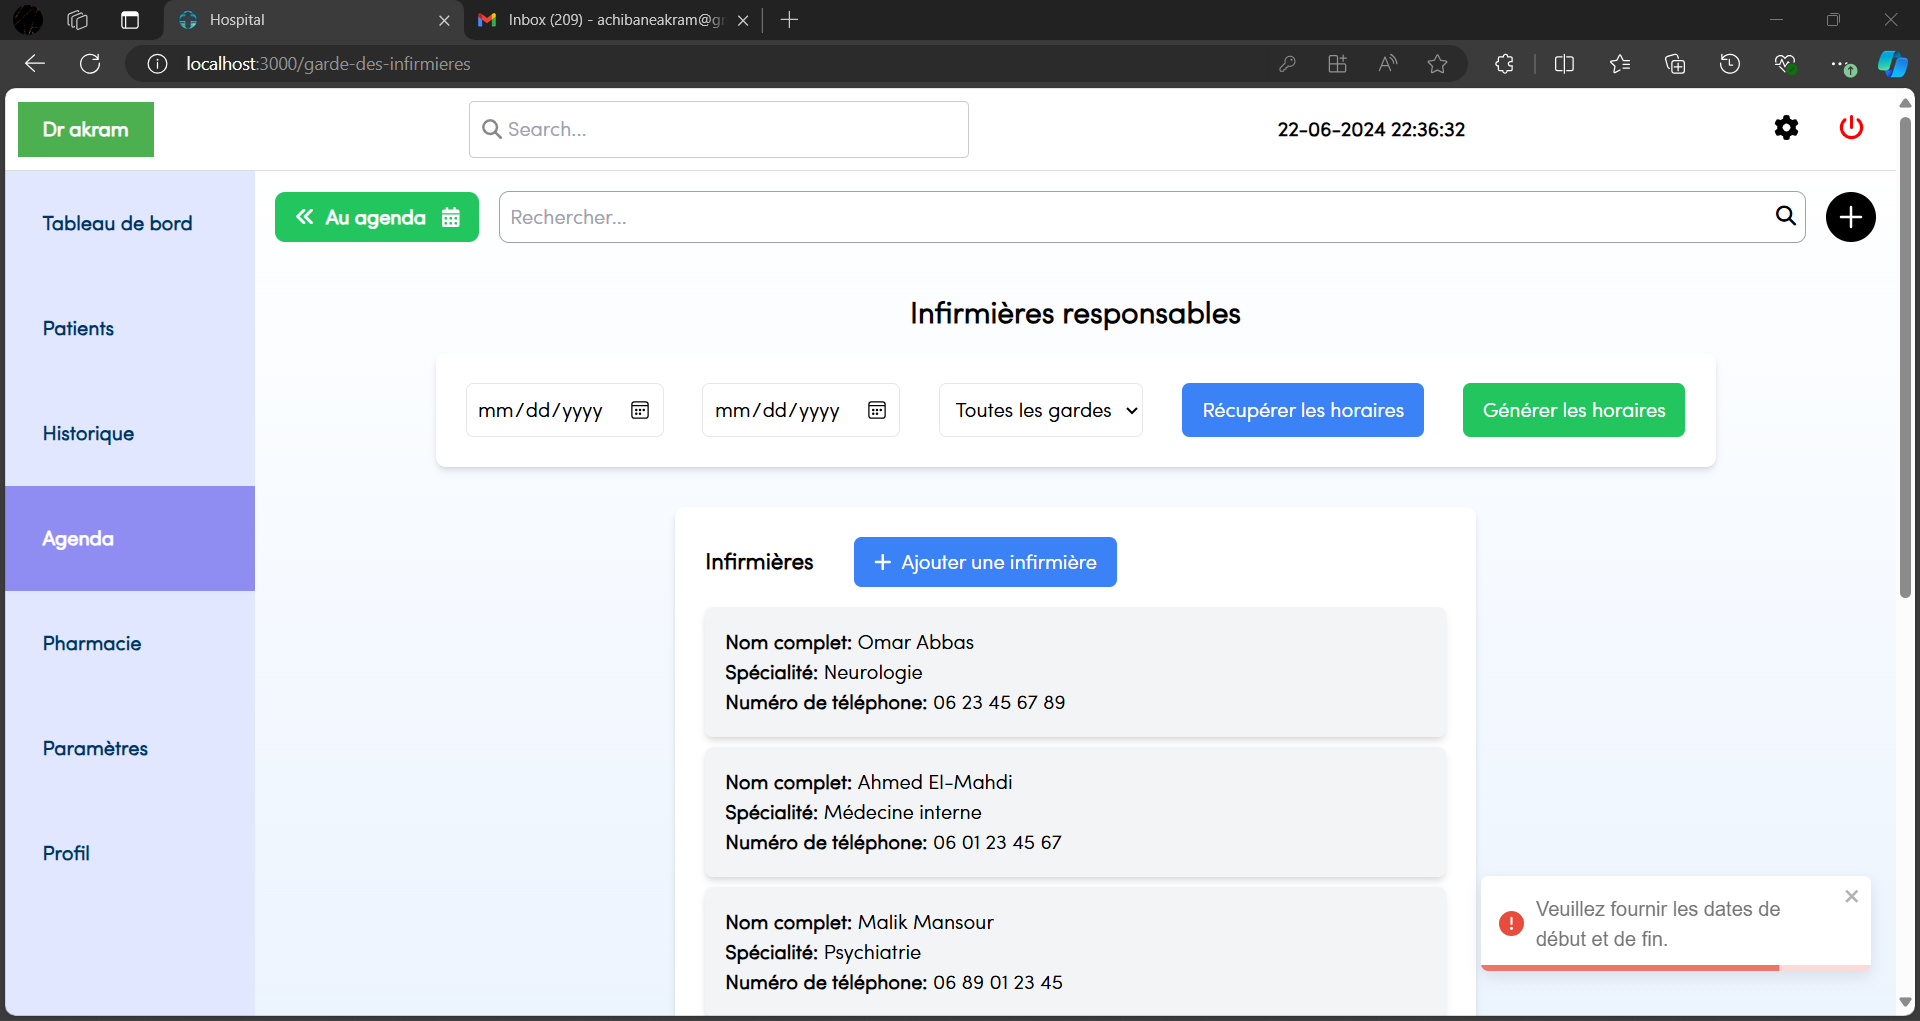 Hospital
Inbox (209) - achibaneakram@gr
localhost:3000/garde-des-infirmieres
Dr akram
Search...
22-06-2024 22:36:32
Tableau de bord
Patients
Historique
Agenda
Pharmacie
Paramètres
Profil
Au agenda
Rechercher...
Infirmières responsables
mm/dd/yyyy
mm/dd/yyyy
Toutes les gardes
Récupérer les horaires
Générer les horaires
Infirmières
Ajouter une infirmière
Nom complet: Omar Abbas
Spécialité: Neurologie
Numéro de téléphone: 06 23 45 67 89
Nom complet: Ahmed El-Mahdi
Spécialité: Médecine interne
Numéro de téléphone: 06 01 23 45 67
Nom complet: Malik Mansour
Spécialité: Psychiatrie
Numéro de téléphone: 06 89 01 23 45
Veuillez fournir les dates de
début et de fin.